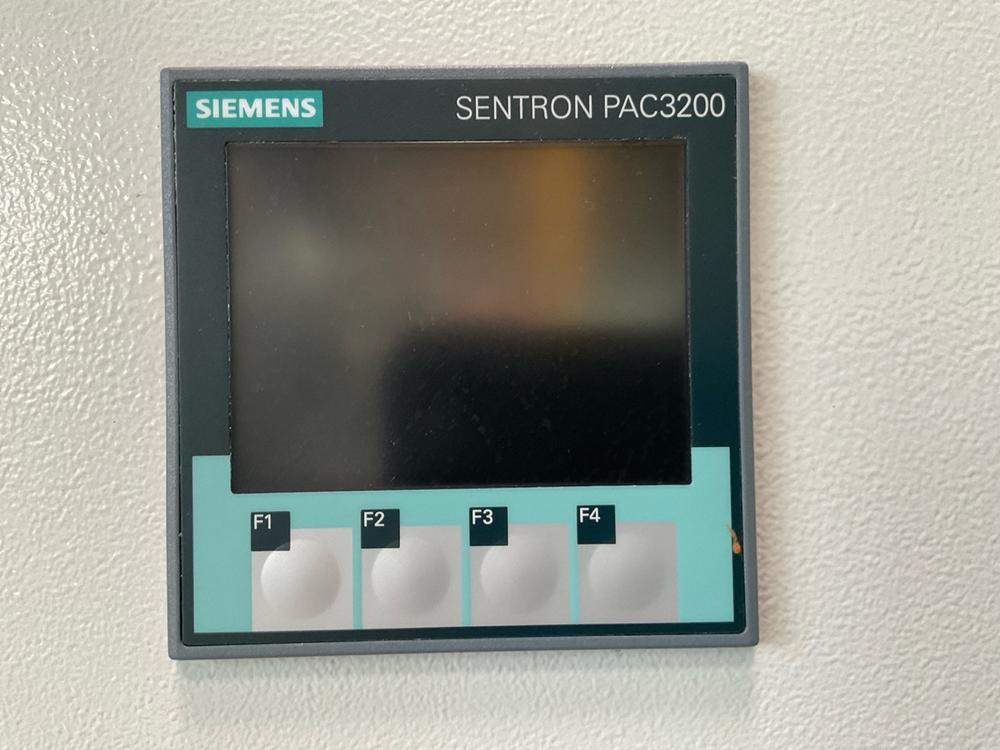 SIEMENS
SENTRON PAC3200
F1
F2
F3
F4